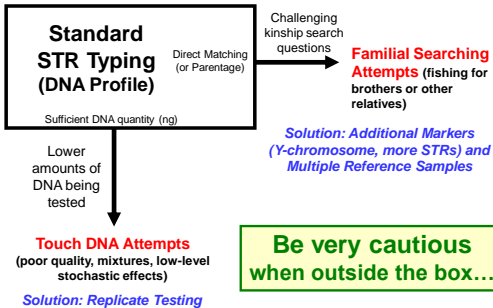 Standard
STR Typing
(DNA Profile)
Direct Matching
(or Parentage)
Sufficient DNA quantity (ng)
Challenging
kinship search
questions
Familial Searching
Attempts (fishing for
brothers or other
relatives)
Solution: Additional Markers
(Y-chromosome, more STRs) and
Multiple Reference Samples
Lower
amounts of
DNA being
tested
Touch DNA Attempts
(poor quality, mixtures, low-level
stochastic effects)
Solution: Replicate Testing
Be very cautious
when outside the box…